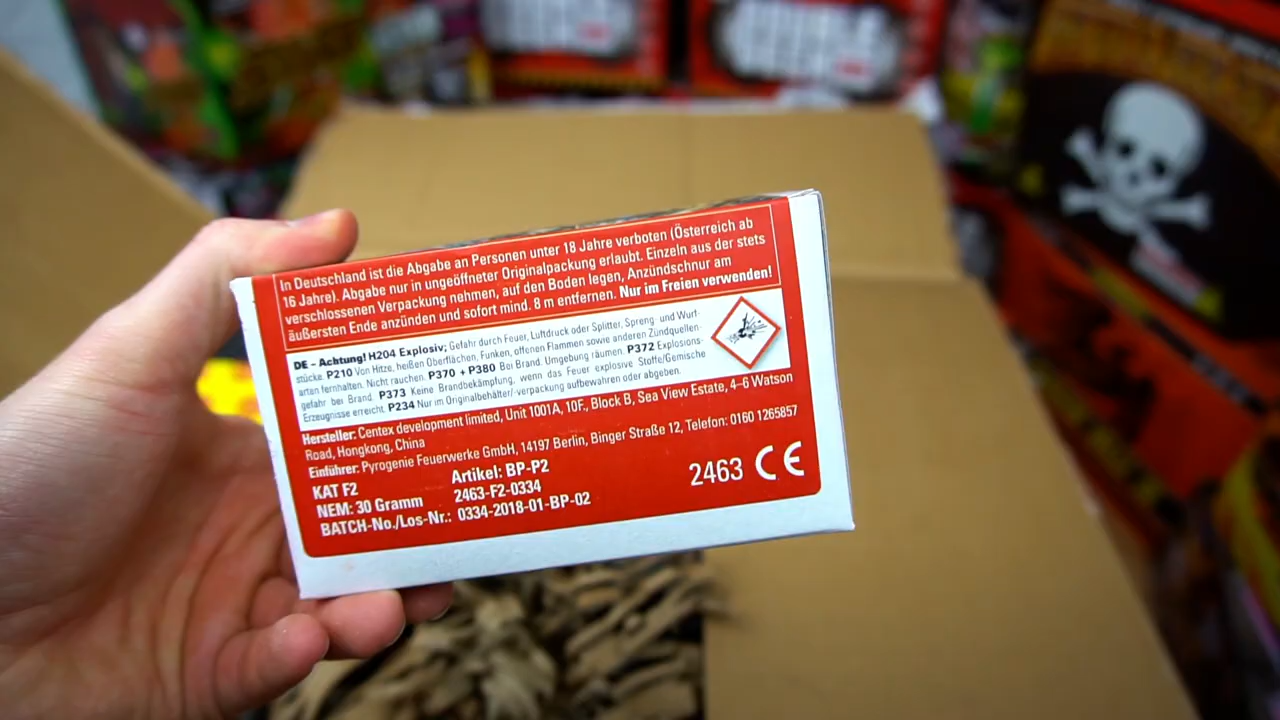 In Deutschland ist die Abgabe an Personen unter 18 Jahre verboten (Österreich ab
16 Jahre). Abgabe nur in ungeöffneter Originalpackung erlaubt. Einzeln aus der stets
verschlossenen Verpackung nehmen, auf den Boden legen, Anzündschnur am
äußersten Ende anzünden und sofort mind. 8 m entfernen. Nur im Freien verwenden!
DE - Achtung! H204 Explosiv; Gefahr durch Feuer, Luftdruck oder Splitter, Spreng- und Wurf-
stücke. P210 Von Hitze, heißen Oberflächen, Funken, offenen Flammen sowie anderen Zündquellen-
artan fernhalten. Nicht rauchen. P370 + P380 Bei Brand. Umgebung räumen. P372 Explosions-
gefahr bei Brand. P373 Keine Brandbekämpfung, wenn das Feuer explosive Stoffe/Gemische
Erzeugnisse erreicht. P234 Nur im Originalbehälter/-verpackung aufbewahren oder abgeben.
Hersteller: Centex development limited, Unit 1001A, 10F., Block B, Sea View Estate, 4–6 Watson
Road, Hongkong, China
Einführer: Pyrogenie Feuerwerke GmbH, 14197 Berlin, Binger Straße 12, Telefon: 0160 1265857
KAT F2 Artikel: BP-P2
NEM: 30 Gramm 2463-F2-0334
BATCH-No./Los-Nr.: 0334-2018-01-BP-02
2463 CE